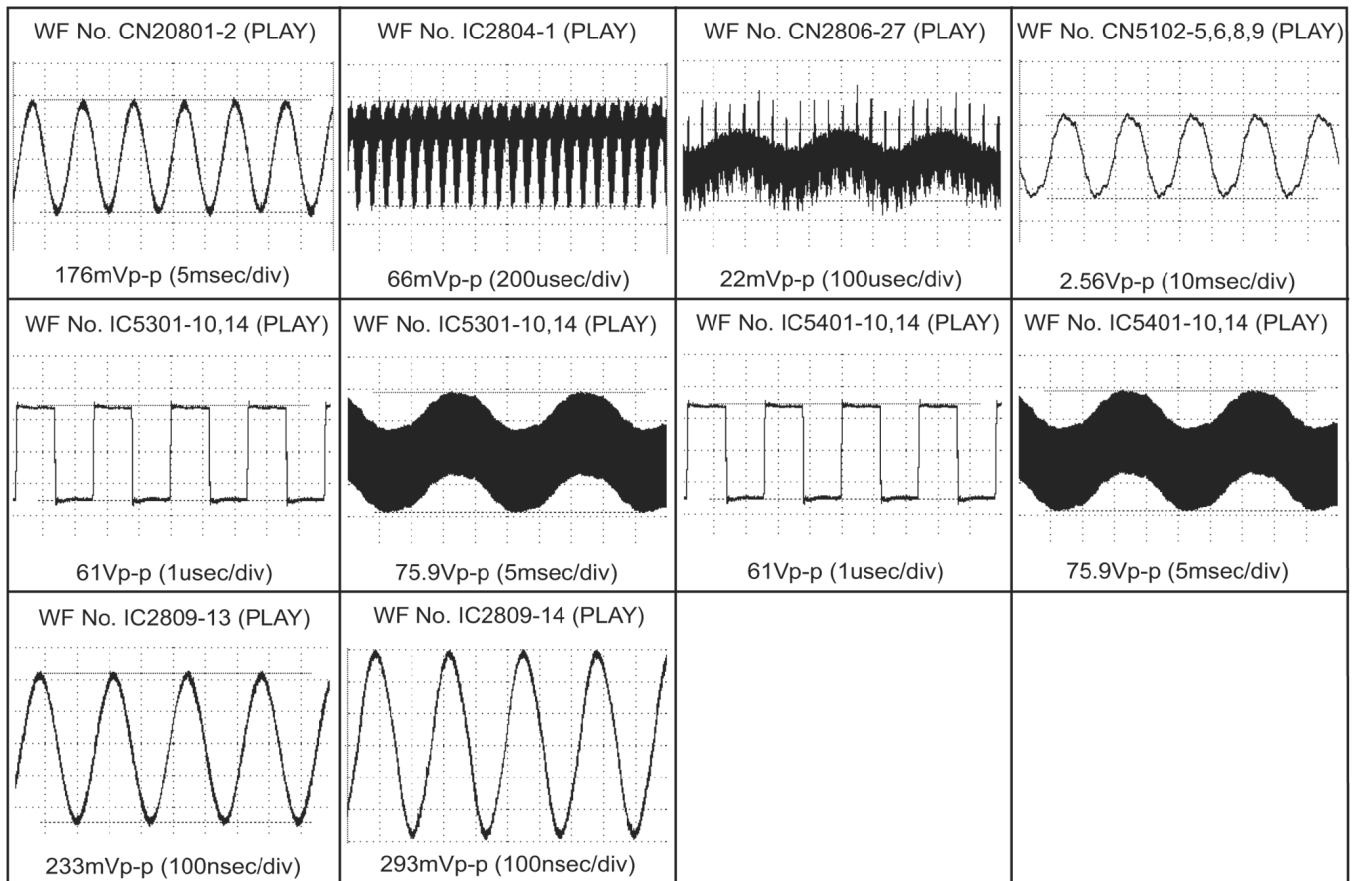 WF No. CN20801-2 (PLAY)
176mVp-p (5msec/div)
WF No. IC2804-1 (PLAY)
66mVp-p (200usec/div)
WF No. CN2806-27 (PLAY)
22mVp-p (100usec/div)
WF No. CN5102-5,6,8,9 (PLAY)
2.56Vp-p (10msec/div)
WF No. IC5301-10,14 (PLAY)
61Vp-p (1usec/div)
WF No. IC5301-10,14 (PLAY)
75.9Vp-p (5msec/div)
WF No. IC5401-10,14 (PLAY)
61Vp-p (1usec/div)
WF No. IC5401-10,14 (PLAY)
75.9Vp-p (5msec/div)
WF No. IC2809-13 (PLAY)
233mVp-p (100nsec/div)
WF No. IC2809-14 (PLAY)
293mVp-p (100nsec/div)